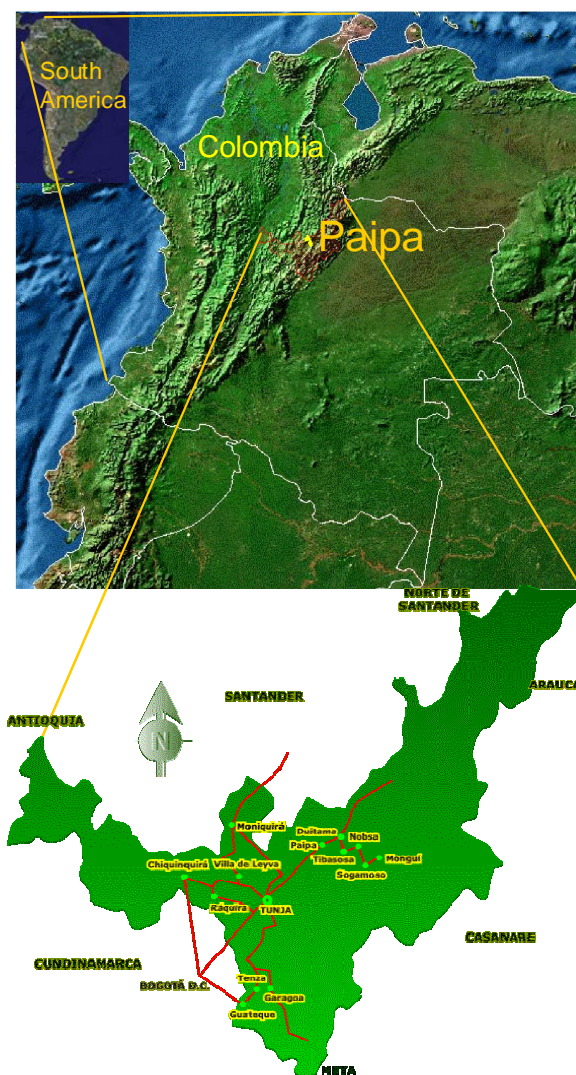 South
America
Colombia
Paipa
NORTE DE
SANTANDER
ARAUCA
SANTANDER
ANTIOQUIA
N
Moniquirá
Duitama
Nobsa
Paipa
Tibasosa
Monguí
Sogamoso
Chiquinquirá
Villa de Leyva
Ráquira
TUNJA
CASANARE
CUNDINAMARCA
BOGOTÁ D.C.
Tenza
Garagoa
Guateque
META